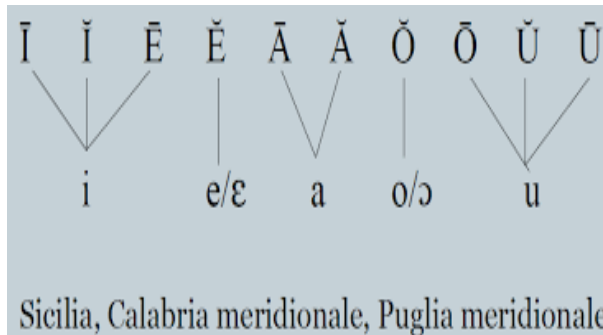 Ī Ĭ Ē Ĕ Ā Ă Ŏ Ō Ŭ Ū
i e/ɛ a o/ɔ u
Sicilia, Calabria meridionale, Puglia meridionale